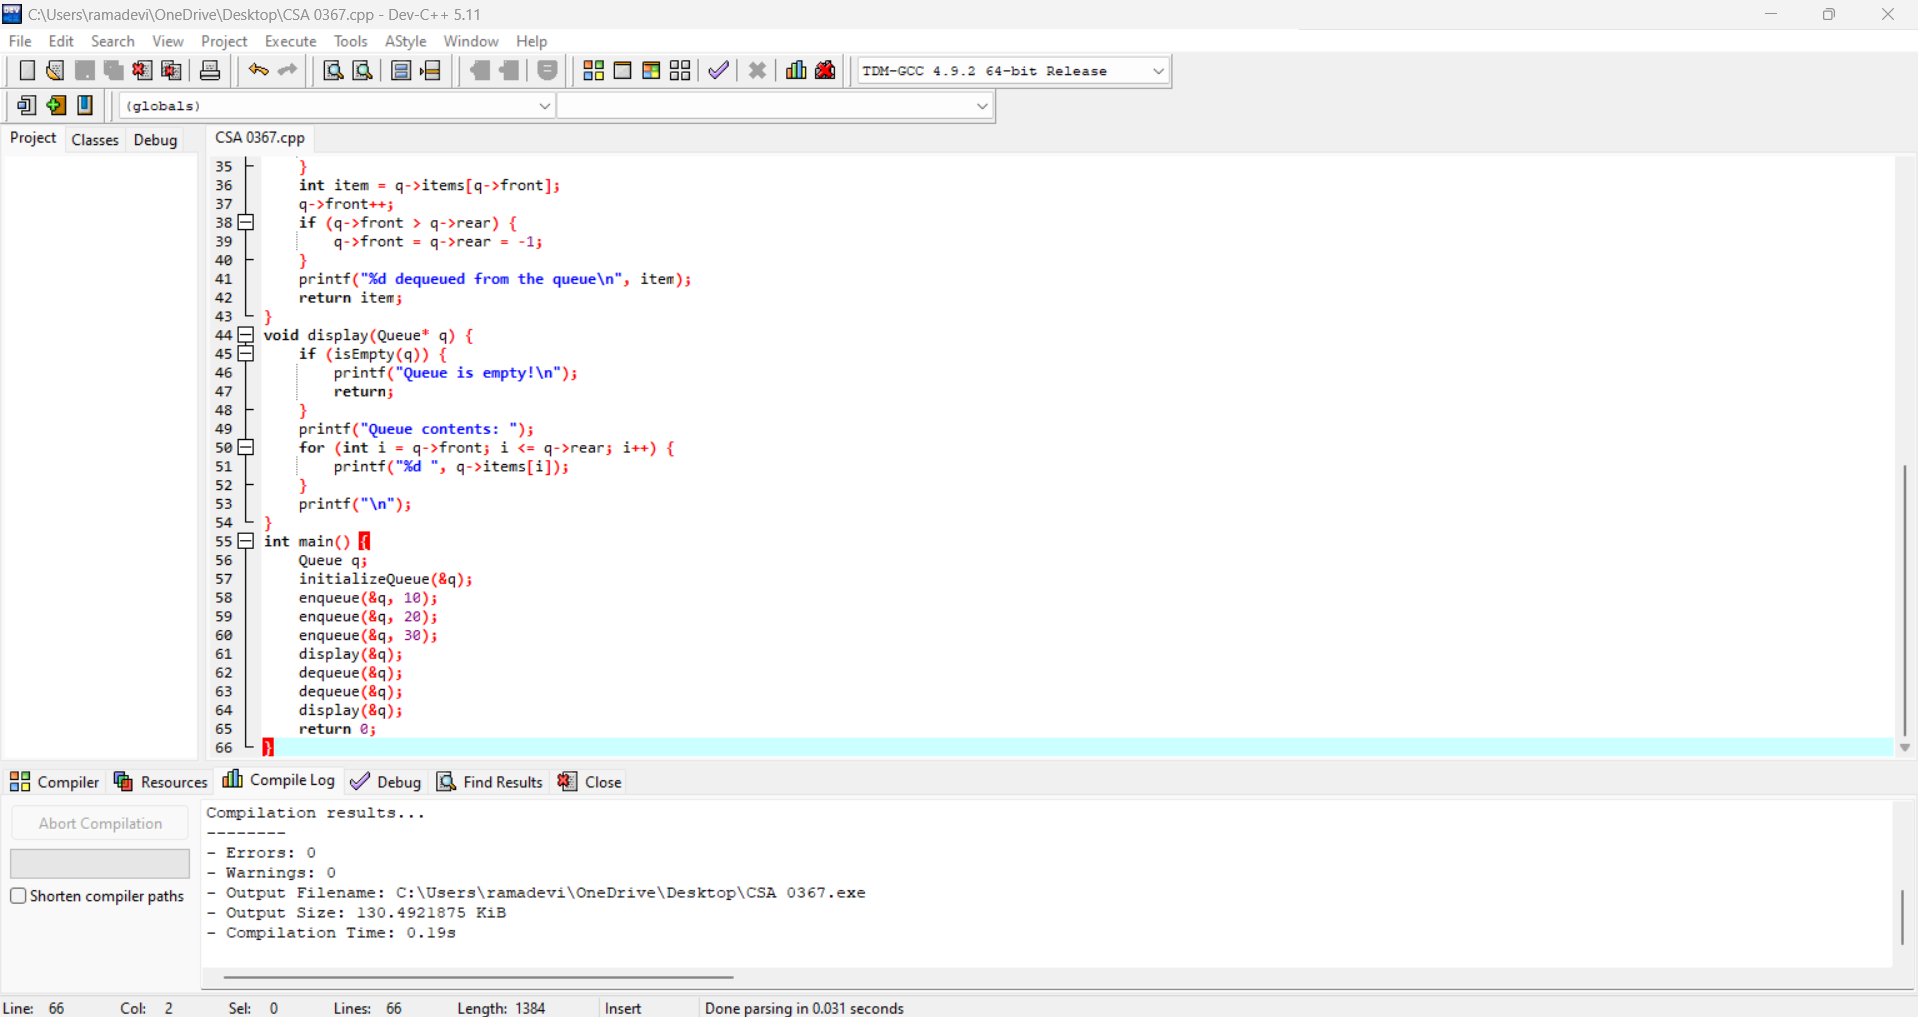 C:\Users\ramadevi\OneDrive\Desktop\CSA 0367.cpp - Dev-C++ 5.11
File Edit Search View Project Execute Tools AStyle Window Help
TDM-GCC 4.9.2 64-bit Release
(globals)
Project Classes Debug CSA 0367.cpp
35 }
36 int item = q->items[q->front];
37 q->front++;
38 if (q->front > q->rear) {
39 q->front = q->rear = -1;
40 }
41 printf("%d dequeued from the queue\n", item);
42 return item;
43 }
44 void display(Queue* q) {
45 if (isEmpty(q)) {
46 printf("Queue is empty!\n");
47 return;
48 }
49 printf("Queue contents: ");
50 for (int i = q->front; i <= q->rear; i++) {
51 printf("%d ", q->items[i]);
52 }
53 printf("\n");
54 }
55 int main() {
56 Queue q;
57 initializeQueue(&q);
58 enqueue(&q, 10);
59 enqueue(&q, 20);
60 enqueue(&q, 30);
61 display(&q);
62 dequeue(&q);
63 dequeue(&q);
64 display(&q);
65 return 0;
66 }
Compiler Resources Compile Log Debug Find Results Close
Abort Compilation
Shorten compiler paths
Compilation results...
--------
- Errors: 0
- Warnings: 0
- Output Filename: C:\Users\ramadevi\OneDrive\Desktop\CSA 0367.exe
- Output Size: 130.4921875 KiB
- Compilation Time: 0.19s
Line: 66 Col: 2 Sel: 0 Lines: 66 Length: 1384 Insert Done parsing in 0.031 seconds